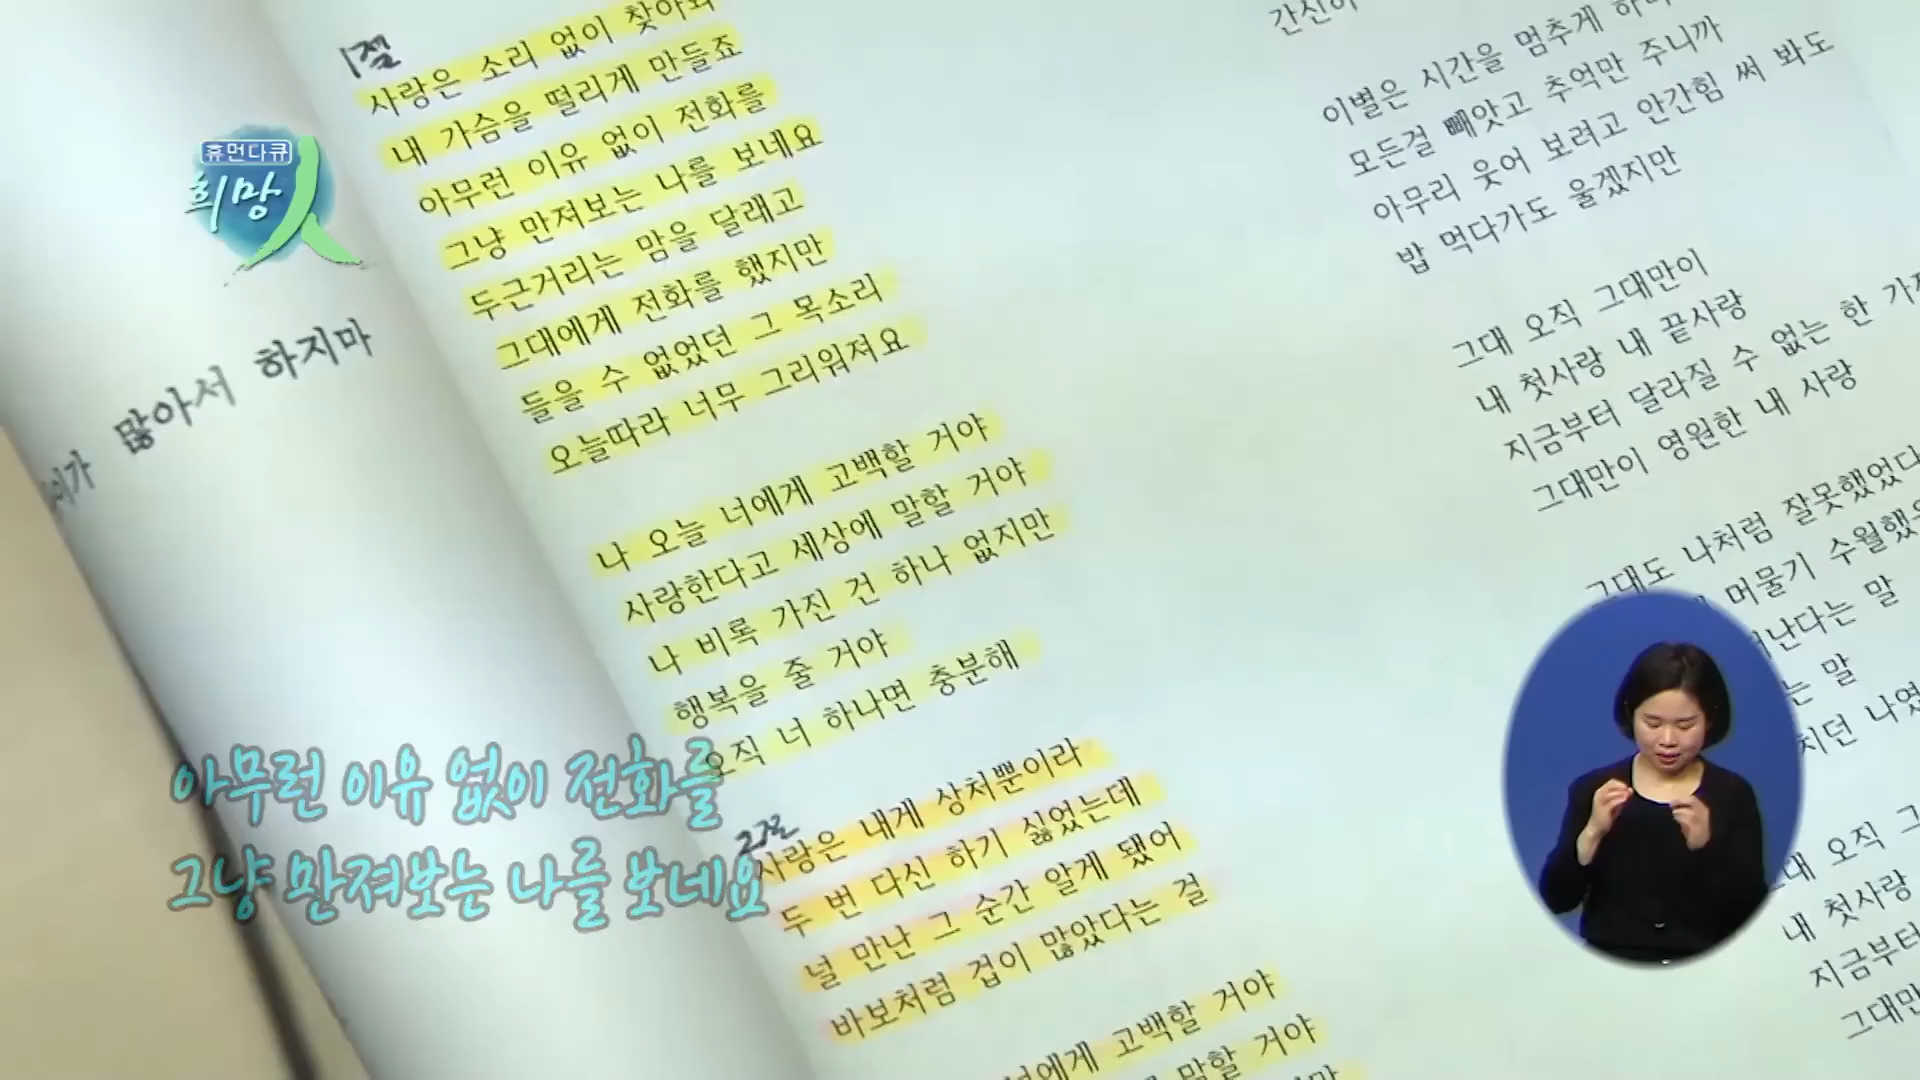 휴먼다큐
희망人
많아서 하지마
1절
사랑은 소리 없이 찾아와
내 가슴을 떨리게 만들죠
아무런 이유 없이 전화를
그냥 만져보는 나를 보네요
두근거리는 맘을 달래고
그대에게 전화를 했지만
들을 수 없었던 그 목소리
오늘따라 너무 그리워져요
나 오늘 너에게 고백할 거야
사랑한다고 세상에 말할 거야
나 비록 가진 건 하나 없지만
행복을 줄 거야
오직 너 하나면 충분해
2절
사랑은 내게 상처뿐이라
두 번 다신 하기 싫었는데
널 만난 그 순간 알게 됐어
바보처럼 겁이 많았다는 걸
고백할 거야
말할 거야
이별은 시간을 멈추게
모든걸 빼앗고 추억만 주니까
아무리 웃어 보려고 안간힘 써 봐도
밥 먹다가도 울겠지만
그대 오직 그대만이
내 첫사랑 내 끝사랑
지금부터 달라질 수 없는 한
그대만이 영원한 내 사랑
그대도 나처럼 잘못했었다
머물기
말
말
오직
내 첫사랑
지금부터
아무런 이유 없이 전화를
그냥 만져보는 나를 보네요